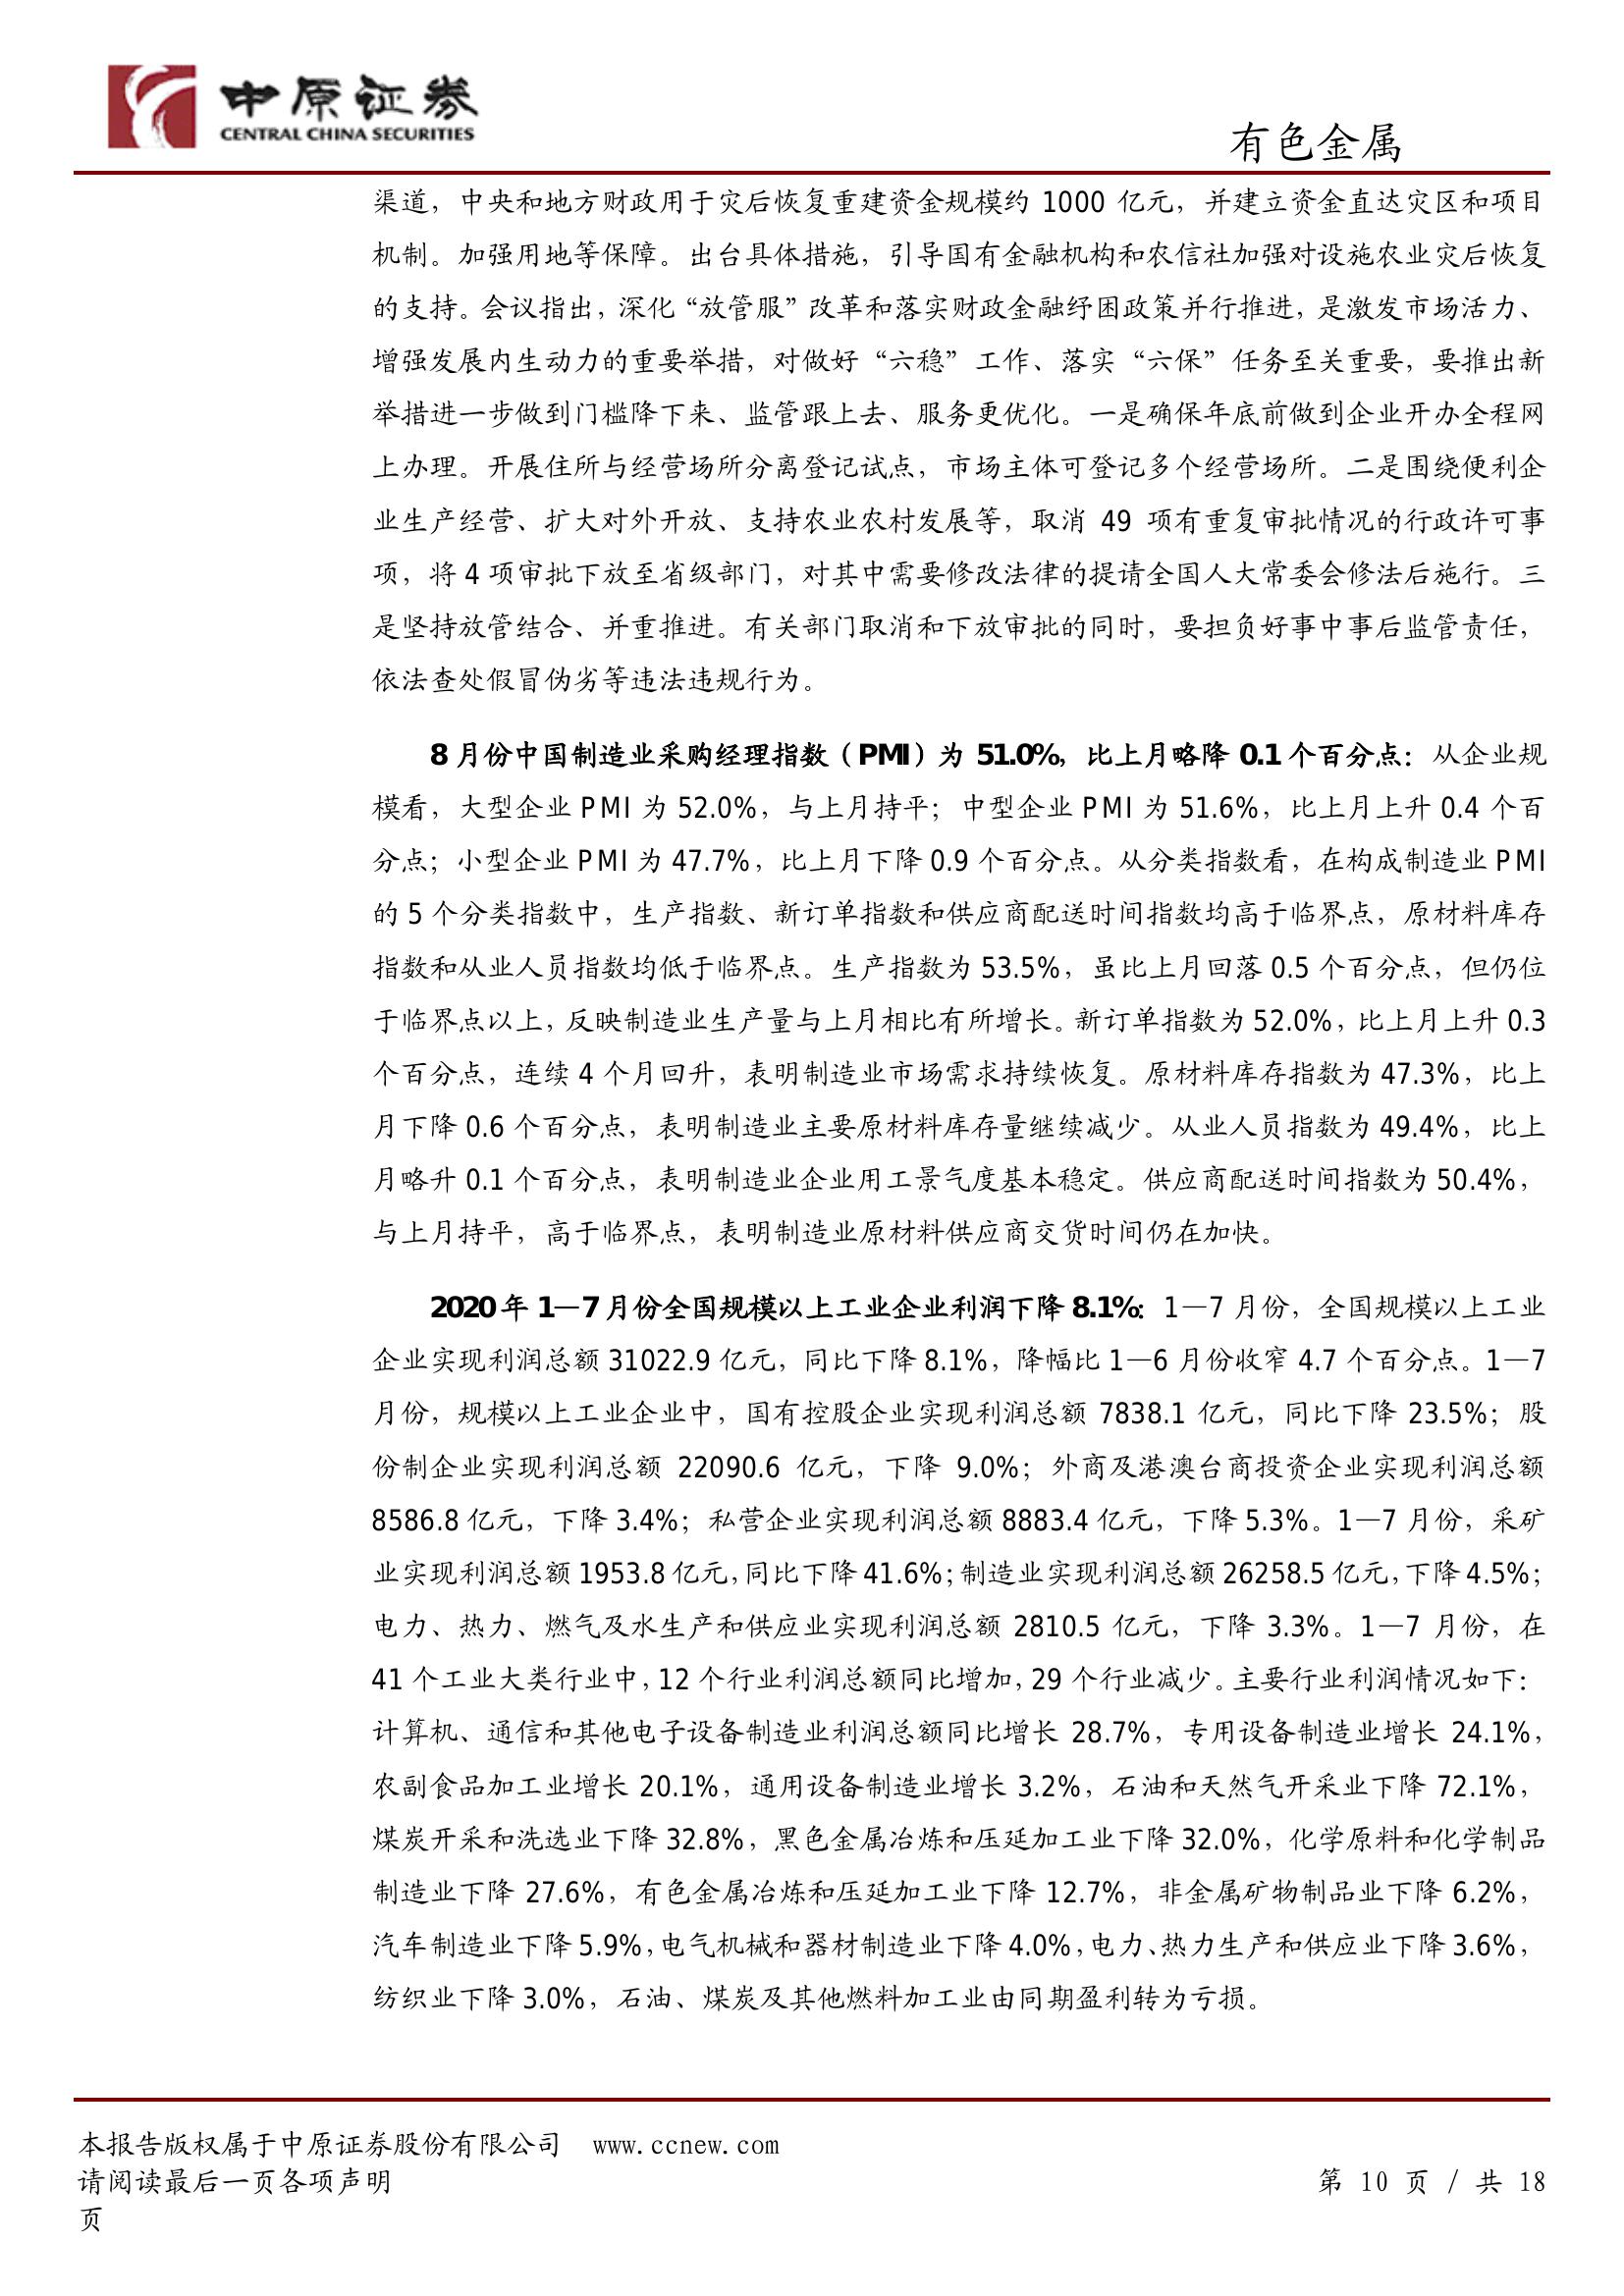 中原证券
CENTRAL CHINA SECURITIES
有色金属
渠道，中央和地方财政用于灾后恢复重建资金规模约 1000 亿元，并建立资金直达灾区和项目
机制。加强用地等保障。出台具体措施，引导国有金融机构和农信社加强对设施农业灾后恢复
的支持。会议指出，深化“放管服”改革和落实财政金融纾困政策并行推进，是激发市场活力、
增强发展内生动力的重要举措，对做好“六稳”工作、落实“六保”任务至关重要，要推出新
举措进一步做到门槛降下来、监管跟上去、服务更优化。一是确保年底前做到企业开办全程网
上办理。开展住所与经营场所分离登记试点，市场主体可登记多个经营场所。二是围绕便利企
业生产经营、扩大对外开放、支持农业农村发展等，取消 49 项有重复审批情况的行政许可事
项，将 4 项审批下放至省级部门，对其中需要修改法律的提请全国人大常委会修法后施行。三
是坚持放管结合、并重推进。有关部门取消和下放审批的同时，要担负好事中事后监管责任，
依法查处假冒伪劣等违法违规行为。
8 月份中国制造业采购经理指数（PMI）为 51.0%，比上月略降 0.1 个百分点：从企业规
模看，大型企业 PMI 为 52.0%，与上月持平；中型企业 PMI 为 51.6%，比上月上升 0.4 个百
分点；小型企业 PMI 为 47.7%，比上月下降 0.9 个百分点。从分类指数看，在构成制造业 PMI
的 5 个分类指数中，生产指数、新订单指数和供应商配送时间指数均高于临界点，原材料库存
指数和从业人员指数均低于临界点。生产指数为 53.5%，虽比上月回落 0.5 个百分点，但仍位
于临界点以上，反映制造业生产量与上月相比有所增长。新订单指数为 52.0%，比上月上升 0.3
个百分点，连续 4 个月回升，表明制造业市场需求持续恢复。原材料库存指数为 47.3%，比上
月下降 0.6 个百分点，表明制造业主要原材料库存量继续减少。从业人员指数为 49.4%，比上
月略升 0.1 个百分点，表明制造业企业用工景气度基本稳定。供应商配送时间指数为 50.4%，
与上月持平，高于临界点，表明制造业原材料供应商交货时间仍在加快。
2020 年 1—7 月份全国规模以上工业企业利润下降 8.1%：1—7 月份，全国规模以上工业
企业实现利润总额 31022.9 亿元，同比下降 8.1%，降幅比 1—6 月份收窄 4.7 个百分点。1—7
月份，规模以上工业企业中，国有控股企业实现利润总额 7838.1 亿元，同比下降 23.5%；股
份制企业实现利润总额 22090.6 亿元，下降 9.0%；外商及港澳台商投资企业实现利润总额
8586.8 亿元，下降 3.4%；私营企业实现利润总额 8883.4 亿元，下降 5.3%。1—7 月份，采矿
业实现利润总额 1953.8 亿元，同比下降 41.6%；制造业实现利润总额 26258.5 亿元，下降 4.5%；
电力、热力、燃气及水生产和供应业实现利润总额 2810.5 亿元，下降 3.3%。1—7 月份，在
41 个工业大类行业中，12 个行业利润总额同比增加，29 个行业减少。主要行业利润情况如下：
计算机、通信和其他电子设备制造业利润总额同比增长 28.7%，专用设备制造业增长 24.1%，
农副食品加工业增长 20.1%，通用设备制造业增长 3.2%，石油和天然气开采业下降 72.1%，
煤炭开采和洗选业下降 32.8%，黑色金属冶炼和压延加工业下降 32.0%，化学原料和化学制品
制造业下降 27.6%，有色金属冶炼和压延加工业下降 12.7%，非金属矿物制品业下降 6.2%，
汽车制造业下降 5.9%，电气机械和器材制造业下降 4.0%，电力、热力生产和供应业下降 3.6%，
纺织业下降 3.0%，石油、煤炭及其他燃料加工业由同期盈利转为亏损。
本报告版权属于中原证券股份有限公司 www.ccnew.com
请阅读最后一页各项声明 第 10 页 / 共 18
页